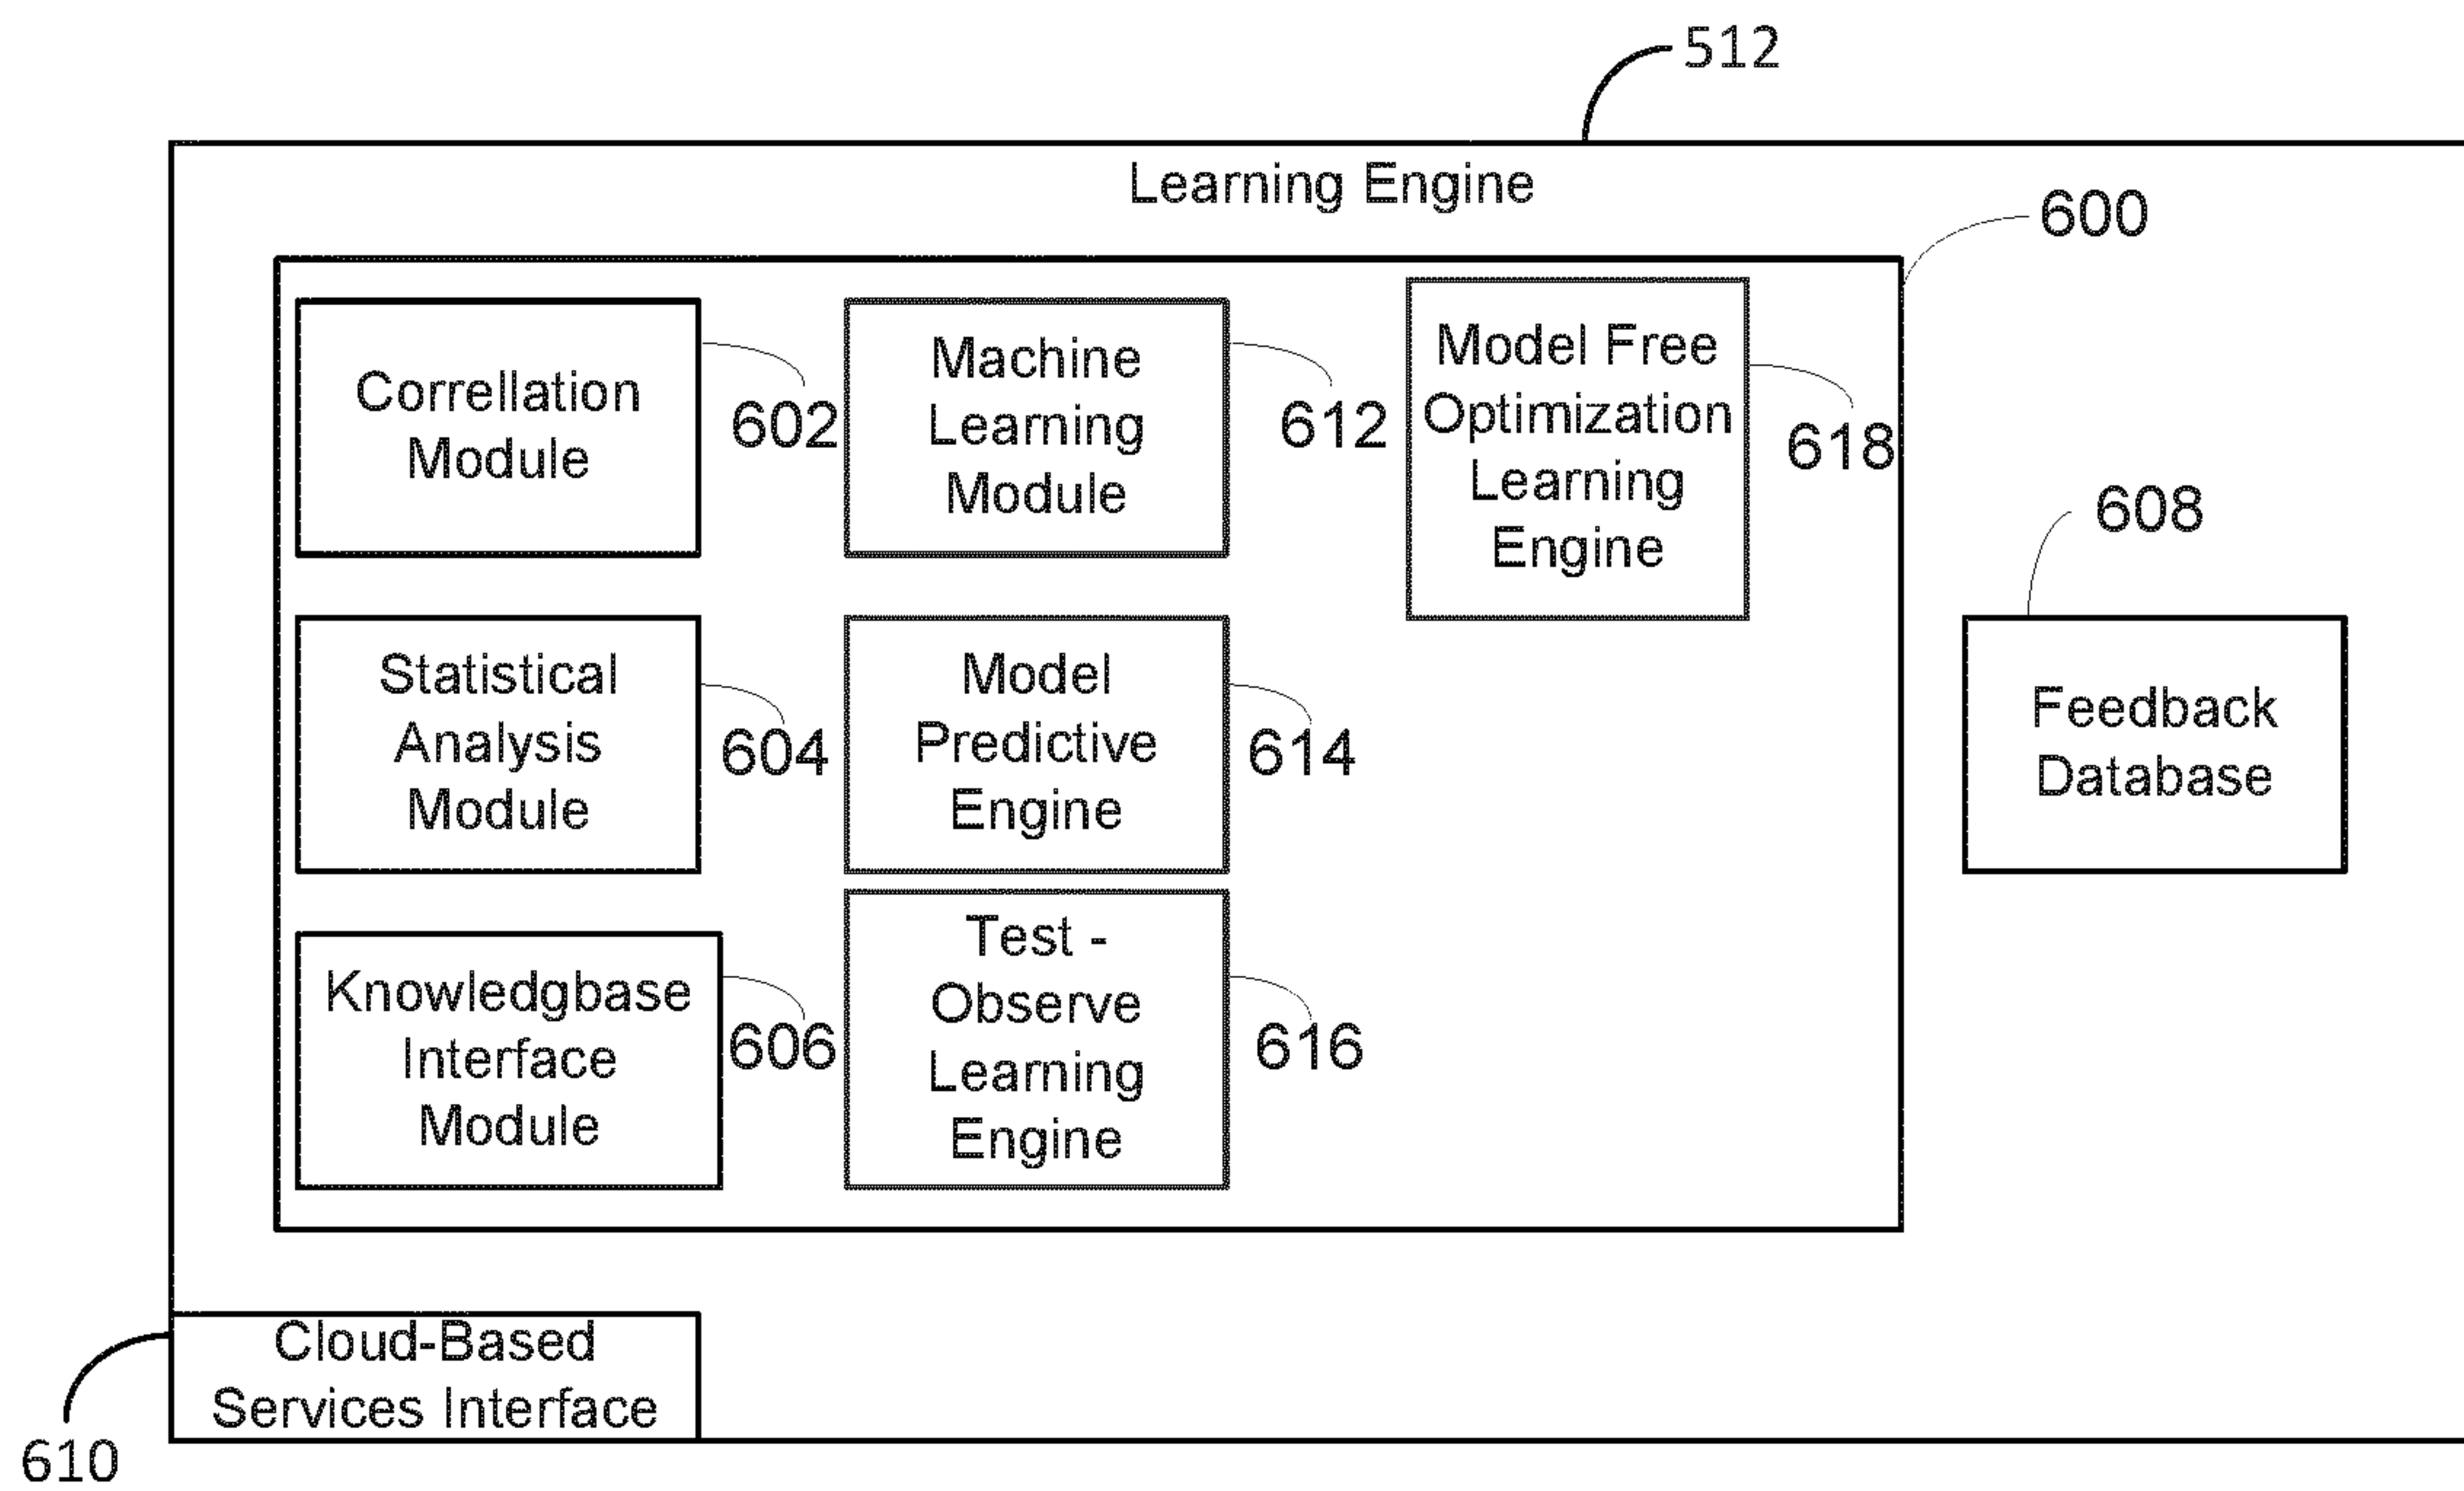 512
Learning Engine
600
Correllation
Module
602
Machine
Learning
Module
612
Model Free
Optimization
Learning
Engine
618
608
Statistical
Analysis
Module
604
Model
Predictive
Engine
614
Feedback
Database
Knowledgbase
Interface
Module
606
Test -
Observe
Learning
Engine
616
Cloud-Based
Services Interface
610